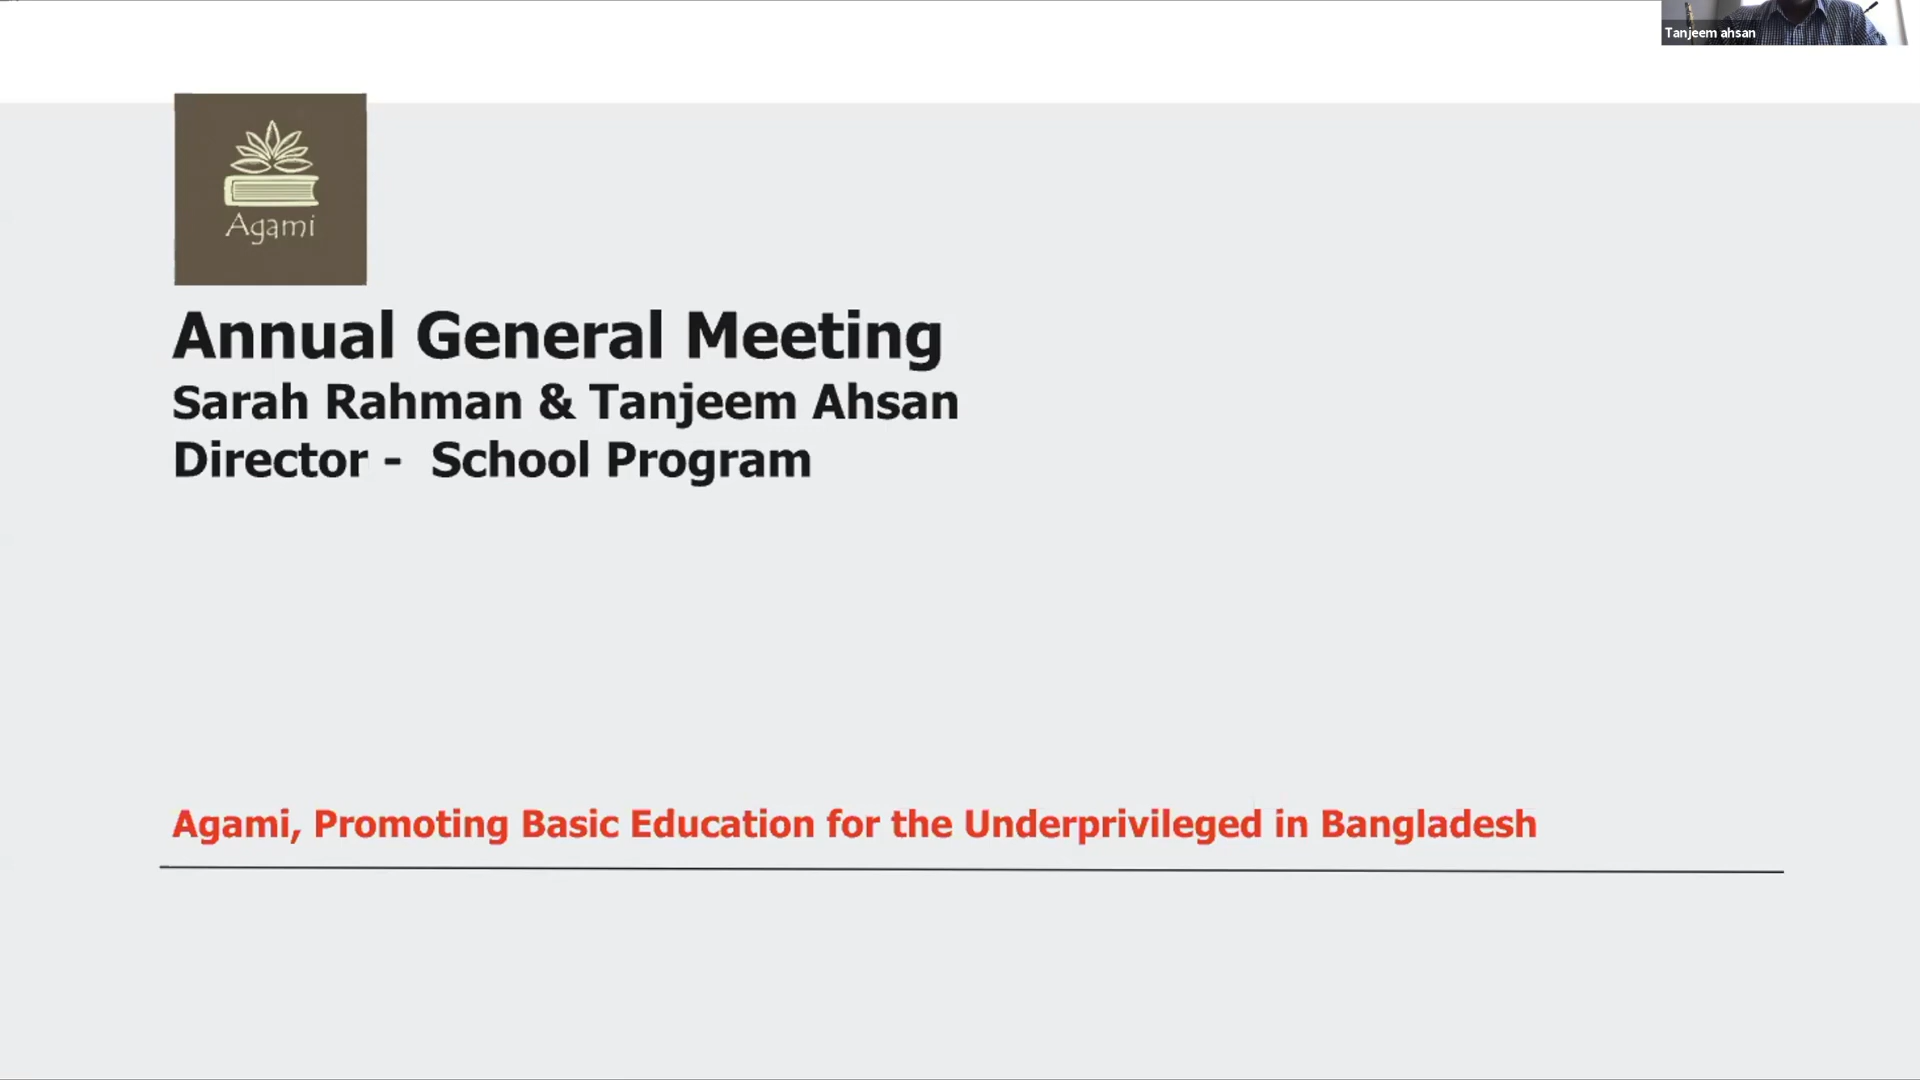 Tanjeem ahsan
Agami
Annual General Meeting
Sarah Rahman & Tanjeem Ahsan
Director -  School Program
Agami, Promoting Basic Education for the Underprivileged in Bangladesh